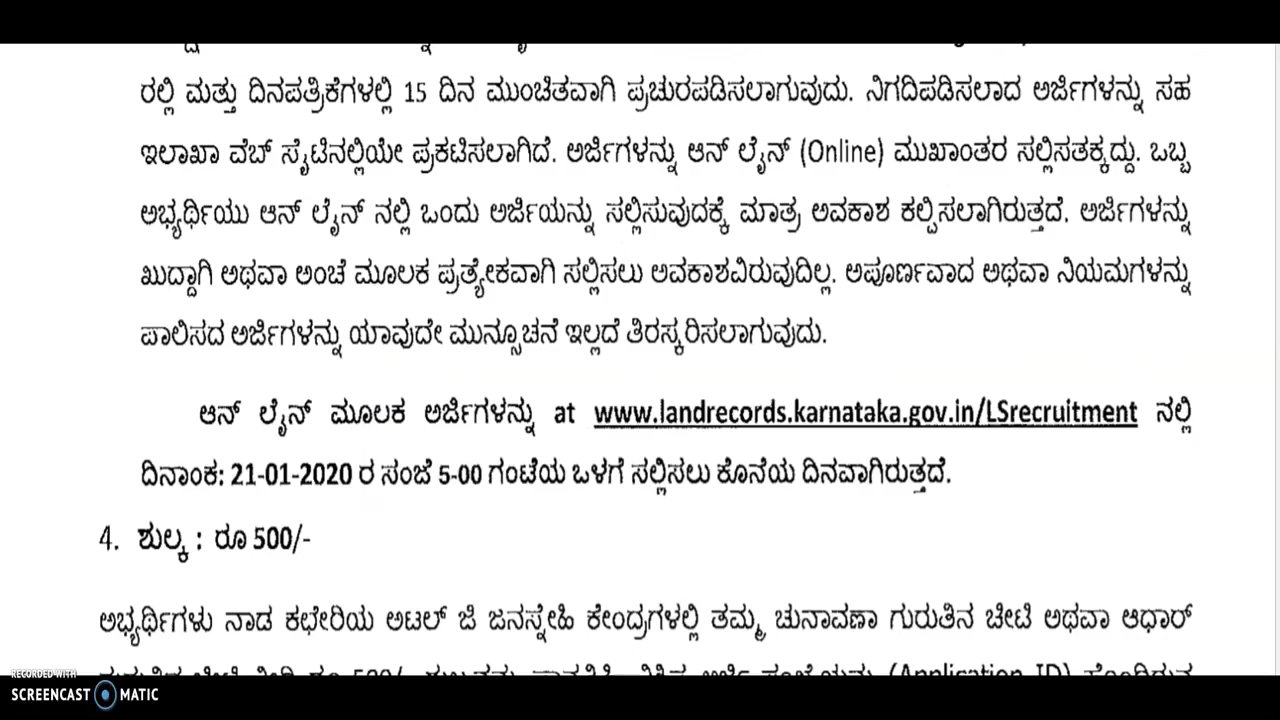 ರಲ್ಲಿ ಮತ್ತು ದಿನಪತ್ರಿಕೆಗಳಲ್ಲಿ 15 ದಿನ ಮುಂಚಿತವಾಗಿ ಪ್ರಚುರಪಡಿಸಲಾಗುವುದು. ನಿಗದಿಪಡಿಸಲಾದ ಅರ್ಜಿಗಳನ್ನು ಸಹ
ಇಲಾಖಾ ವೆಬ್ ಸೈಟಿನಲ್ಲಿಯೇ ಪ್ರಕಟಿಸಲಾಗಿದೆ. ಅರ್ಜಿಗಳನ್ನು ಆನ್ ಲೈನ್ (Online) ಮುಖಾಂತರ ಸಲ್ಲಿಸತಕ್ಕದ್ದು. ಒಬ್ಬ
ಅಭ್ಯರ್ಥಿಯು ಆನ್ ಲೈನ್ ನಲ್ಲಿ ಒಂದು ಅರ್ಜಿಯನ್ನು ಸಲ್ಲಿಸುವುದಕ್ಕೆ ಮಾತ್ರ ಅವಕಾಶ ಕಲ್ಪಿಸಲಾಗಿರುತ್ತದೆ. ಅರ್ಜಿಗಳನ್ನು
ಖುದ್ದಾಗಿ ಅಥವಾ ಅಂಚೆ ಮೂಲಕ ಪ್ರತ್ಯೇಕವಾಗಿ ಸಲ್ಲಿಸಲು ಅವಕಾಶವಿರುವುದಿಲ್ಲ. ಅಪೂರ್ಣವಾದ ಅಥವಾ ನಿಯಮಗಳನ್ನು
ಪಾಲಿಸದ ಅರ್ಜಿಗಳನ್ನು ಯಾವುದೇ ಮುನ್ಸೂಚನೆ ಇಲ್ಲದೆ ತಿರಸ್ಕರಿಸಲಾಗುವುದು.
ಆನ್ ಲೈನ್ ಮೂಲಕ ಅರ್ಜಿಗಳನ್ನು at www.landrecords.karnataka.gov.in/LSrecruitment ನಲ್ಲಿ
ದಿನಾಂಕ: 21-01-2020 ರ ಸಂಜೆ 5-00 ಗಂಟೆಯ ಒಳಗೆ ಸಲ್ಲಿಸಲು ಕೊನೆಯ ದಿನವಾಗಿರುತ್ತದೆ.
4. ಶುಲ್ಕ : ರೂ 500/-
ಅಭ್ಯರ್ಥಿಗಳು ನಾಡ ಕಛೇರಿಯ ಅಟಲ್ ಜಿ ಜನಸ್ನೇಹಿ ಕೇಂದ್ರಗಳಲ್ಲಿ ತಮ್ಮ ಚುನಾವಣಾ ಗುರುತಿನ ಚೀಟಿ ಅಥವಾ ಆಧಾರ್
(Application ID)
RECORDED WITH
SCREENCAST MATIC